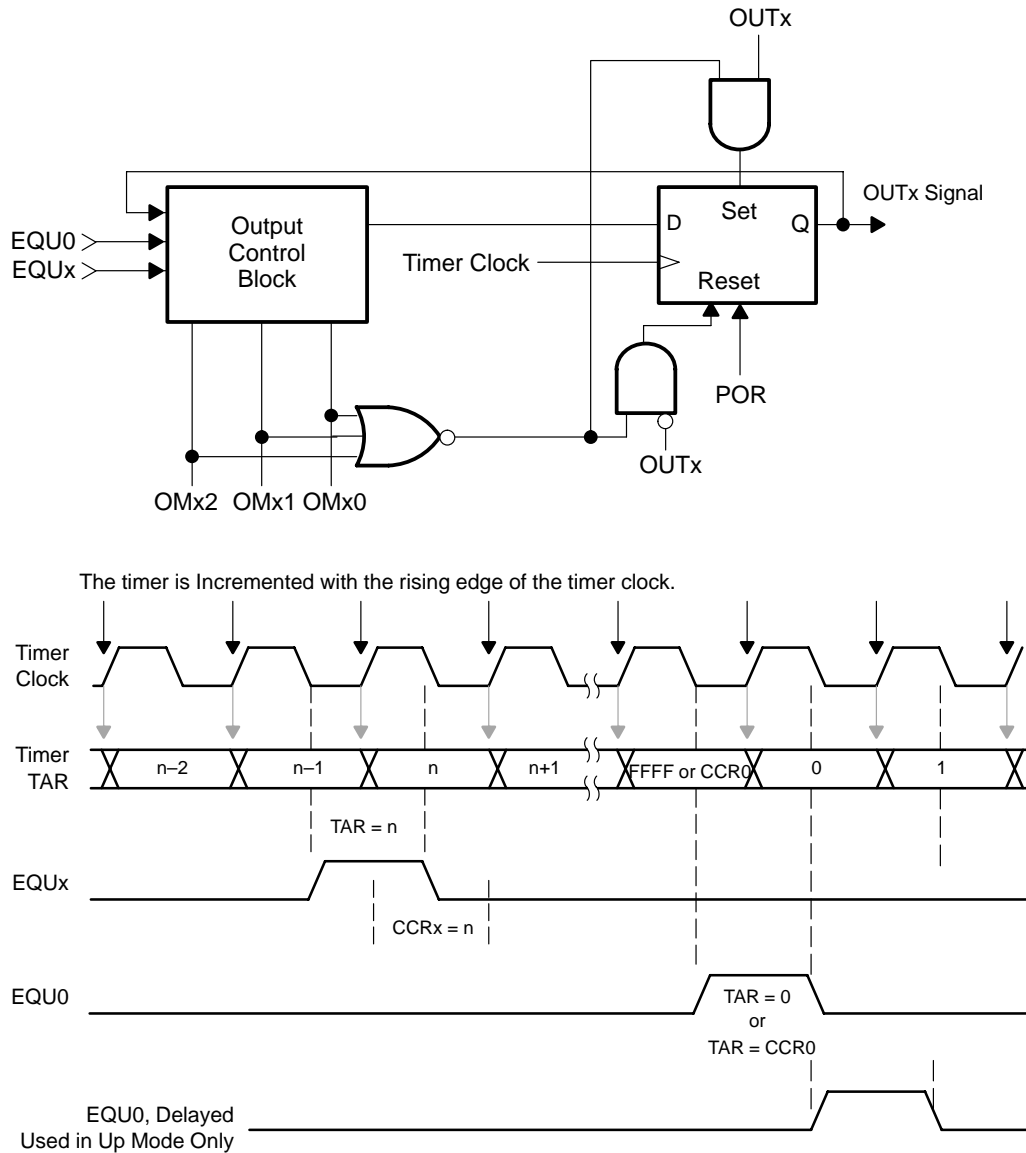 OUTx
OUTx Signal
Output
Control
Block
D
Set
Q
EQU0
EQUx
Timer Clock
Reset
POR
OUTx
OMx2 OMx1 OMx0
The timer is Incremented with the rising edge of the timer clock.
Timer
Clock
Timer
TAR
n–2
n–1
n
n+1
FFFF or CCR0
0
1
TAR = n
EQUx
CCRx = n
EQU0
TAR = 0
or
TAR = CCR0
EQU0, Delayed
Used in Up Mode Only